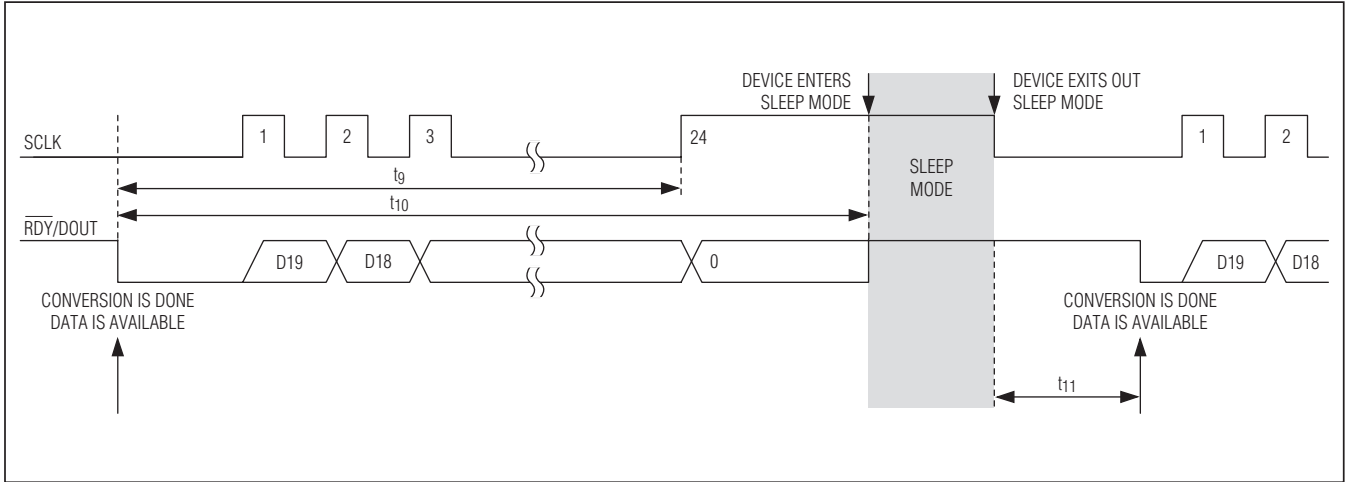 DEVICE ENTERS
SLEEP MODE
DEVICE EXITS OUT
SLEEP MODE
SCLK
1
2
3
24
1
2
SLEEP
MODE
t9
t10
RDY/DOUT
D19
D18
0
D19
D18
CONVERSION IS DONE
DATA IS AVAILABLE
CONVERSION IS DONE
DATA IS AVAILABLE
t11